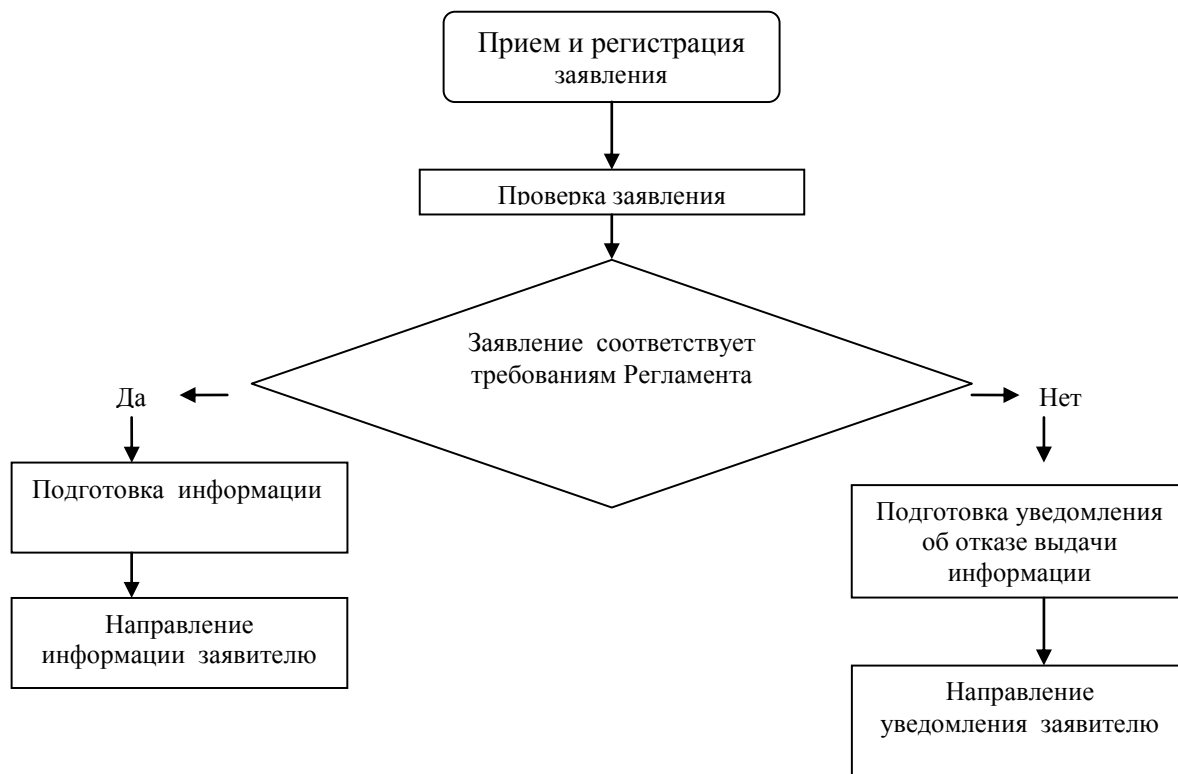 Прием и регистрация
заявления
Проверка заявления
Заявление соответствует
требованиям Регламента
Да
Нет
Подготовка информации
Подготовка уведомления
об отказе выдачи
информации
Направление
информации заявителю
Направление
уведомления заявителю